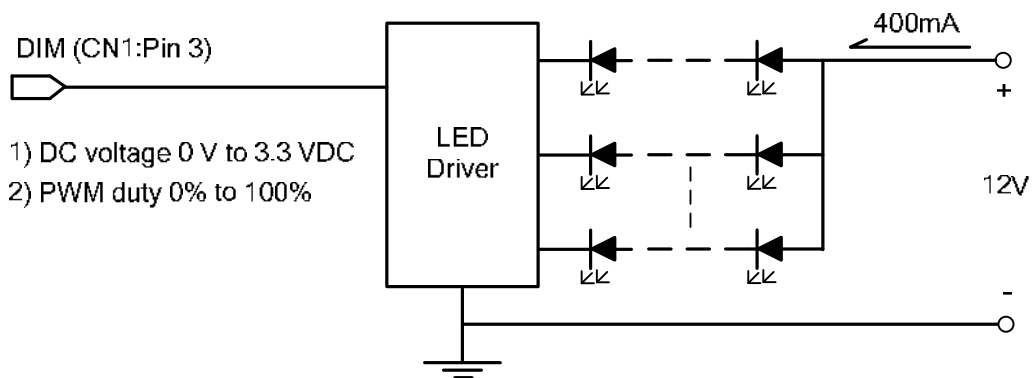 400mA
DIM (CN1:Pin 3)
+
1) DC voltage 0 V to 3.3 VDC
2) PWM duty 0% to 100%
LED
Driver
12V
-